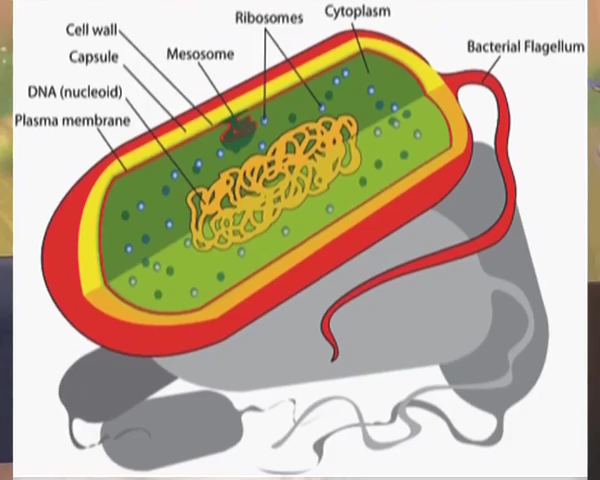 Cytoplasm
Ribosomes
Cell wall
Bacterial Flagellum
Capsule
Mesosome
DNA (nucleoid)
Plasma membrane